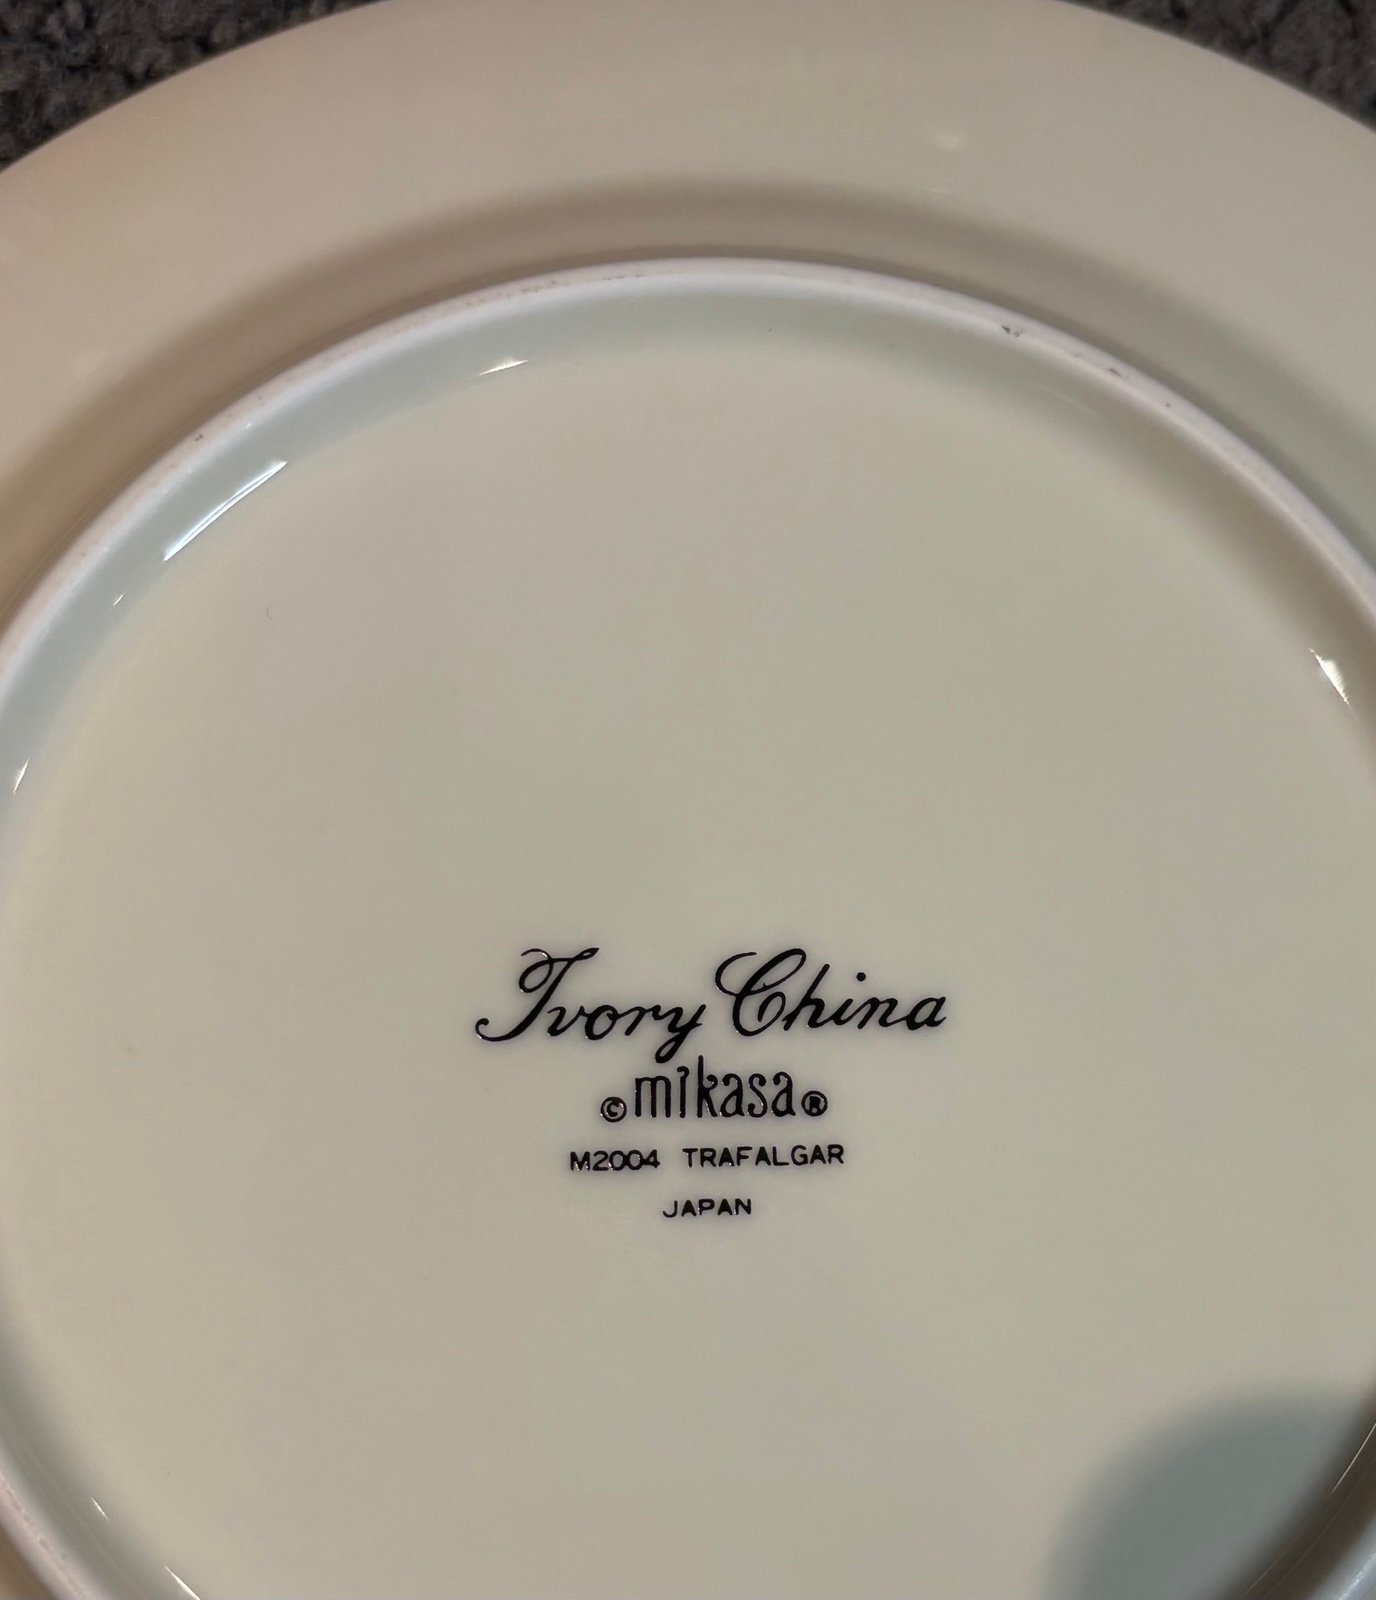 Ivory China
©mikasa®
M2004 TRAFALGAR
JAPAN